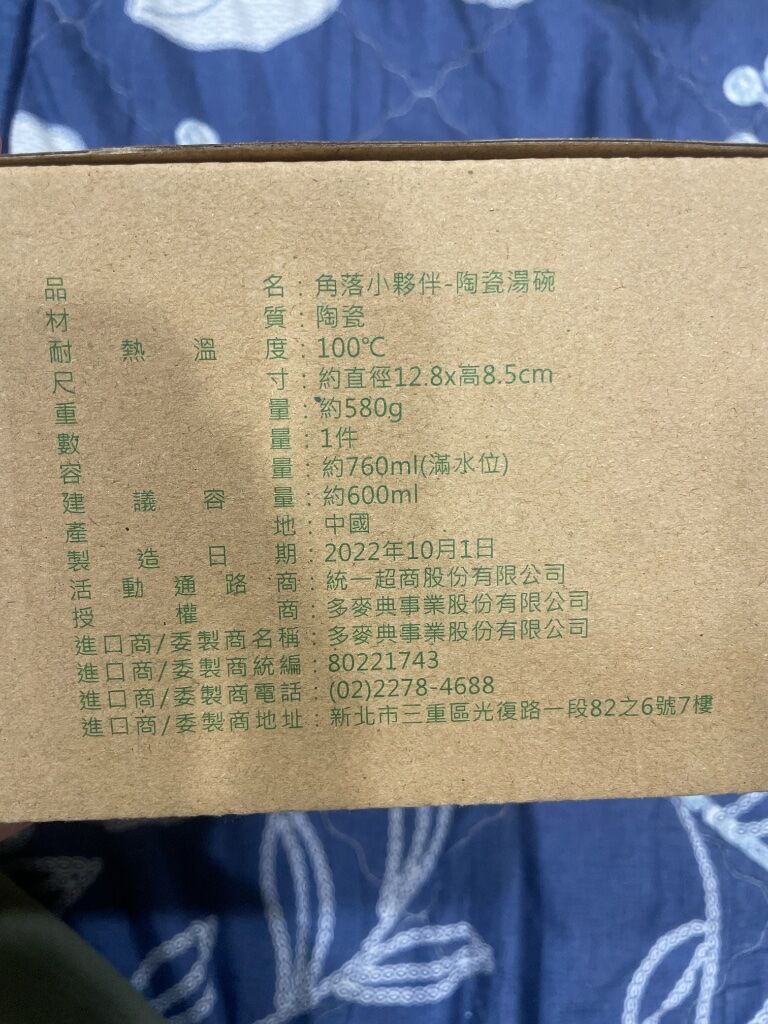 品名：角落小夥伴-陶瓷湯碗
材質：陶瓷
耐熱溫度：100℃
尺寸：約直徑12.8x高8.5cm
重量：約580g
數量：1件
容量：約760ml(滿水位)
建議容量：約600ml
產地：中國
製造日期：2022年10月1日
活動通路商：統一超商股份有限公司
授權商：多麥典事業股份有限公司
進口商/委製商名稱：多麥典事業股份有限公司
進口商/委製商統編：80221743
進口商/委製商電話：(02)2278-4688
進口商/委製商地址：新北市三重區光復路一段82之6號7樓